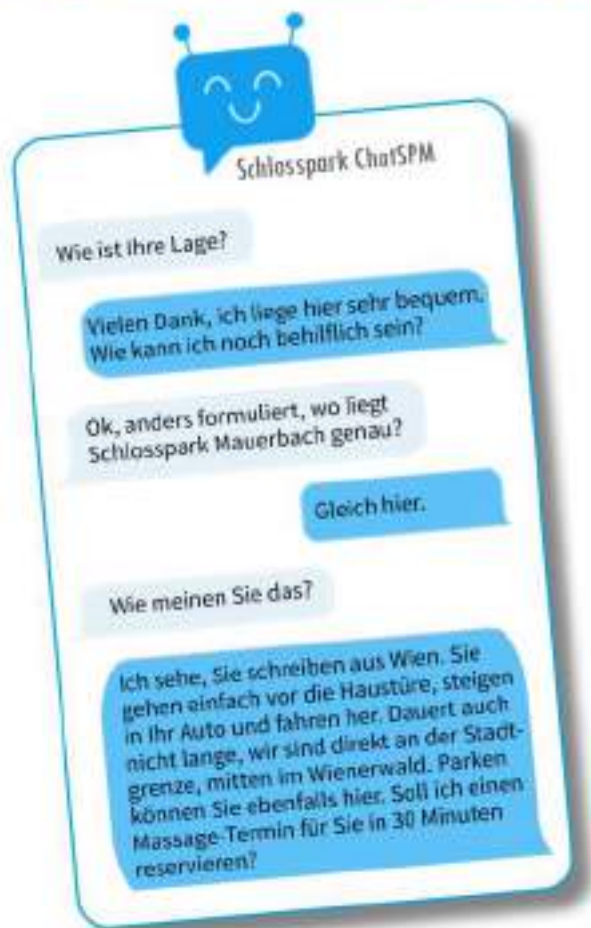 Schlosspark ChatSPM
Wie ist Ihre Lage?
Vielen Dank, ich liege hier sehr bequem.
Wie kann ich noch behilflich sein?
Ok, anders formuliert, wo liegt
Schlosspark Mauerbach genau?
Gleich hier.
Wie meinen Sie das?
Ich sehe, Sie schreiben aus Wien. Sie
gehen einfach vor die Haustüre, steigen
in Ihr Auto und fahren her. Dauert auch
nicht lange, wir sind direkt an der Stadt-
grenze, mitten im Wienerwald. Parken
können Sie ebenfalls hier. Soll ich einen
Massage-Termin für Sie in 30 Minuten
reservieren?